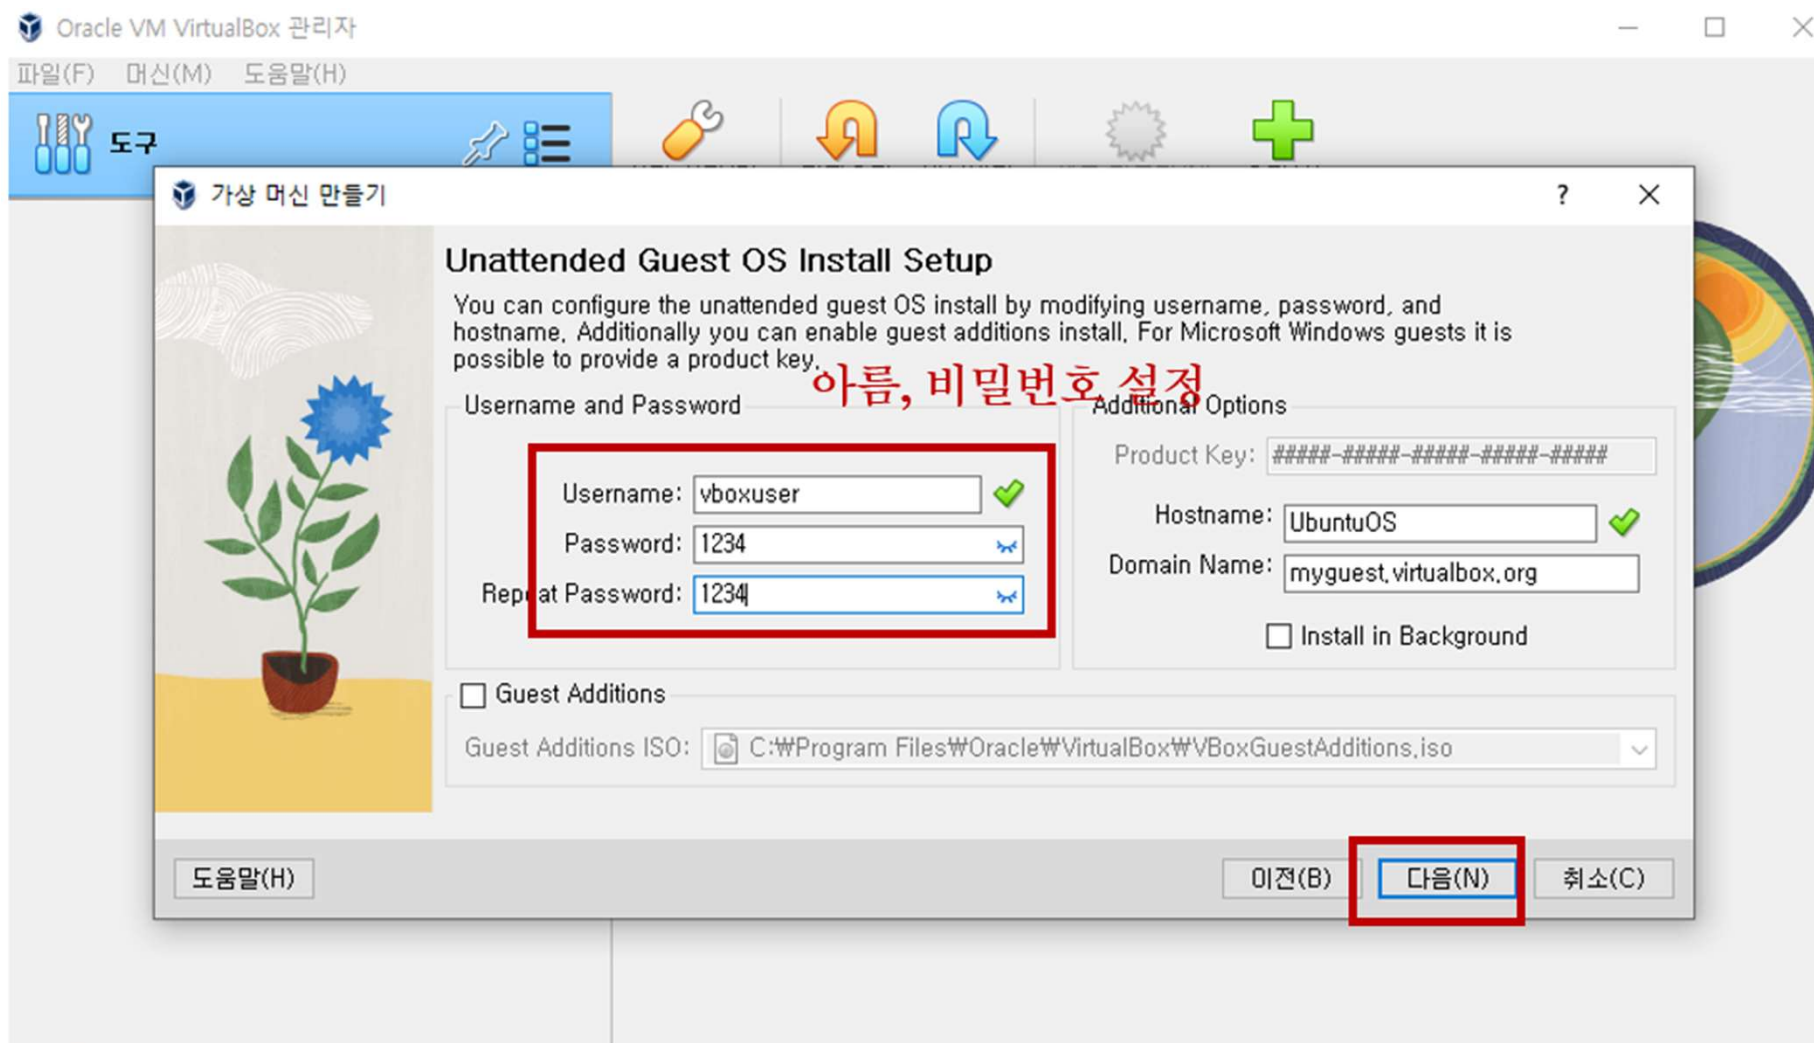 Oracle VM VirtualBox 관리자
파일(F) 머신(M) 도움말(H)
도구
가상 머신 만들기
?
Unattended Guest OS Install Setup
You can configure the unattended guest OS install by modifying username, password, and
hostname. Additionally you can enable guest additions install. For Microsoft Windows guests it is
possible to provide a product key.
아름, 비밀번호 설정
Username and Password
Username: vboxuser
Password: 1234
Repeat Password: 1234
Additional Options
Product Key: #####-#####-#####-#####-#####
Hostname: UbuntuOS
Domain Name: myguest.virtualbox.org
Install in Background
Guest Additions
Guest Additions ISO: C:₩Program Files₩Oracle₩VirtualBox₩VBoxGuestAdditions.iso
도움말(H) 이전(B) 다음(N) 취소(C)